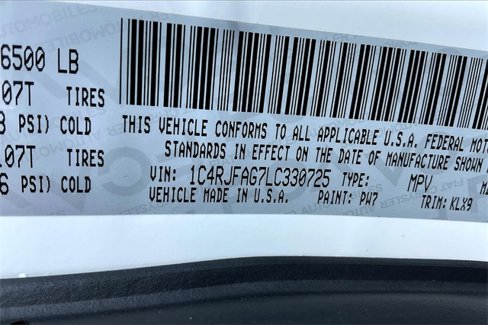 6500 LB
07T TIRES
PSI) COLD
07T TIRES
PSI) COLD
THIS VEHICLE CONFORMS TO ALL APPLICABLE U.S.A. FEDERAL MOT
STANDARDS IN EFFECT ON THE DATE OF MANUFACTURE SHOWN
VIN: 1C4RJFAG7LC330725 TYPE: MPV
VEHICLE MADE IN U.S.A. PAINT: PW7 TRIM: KLX9